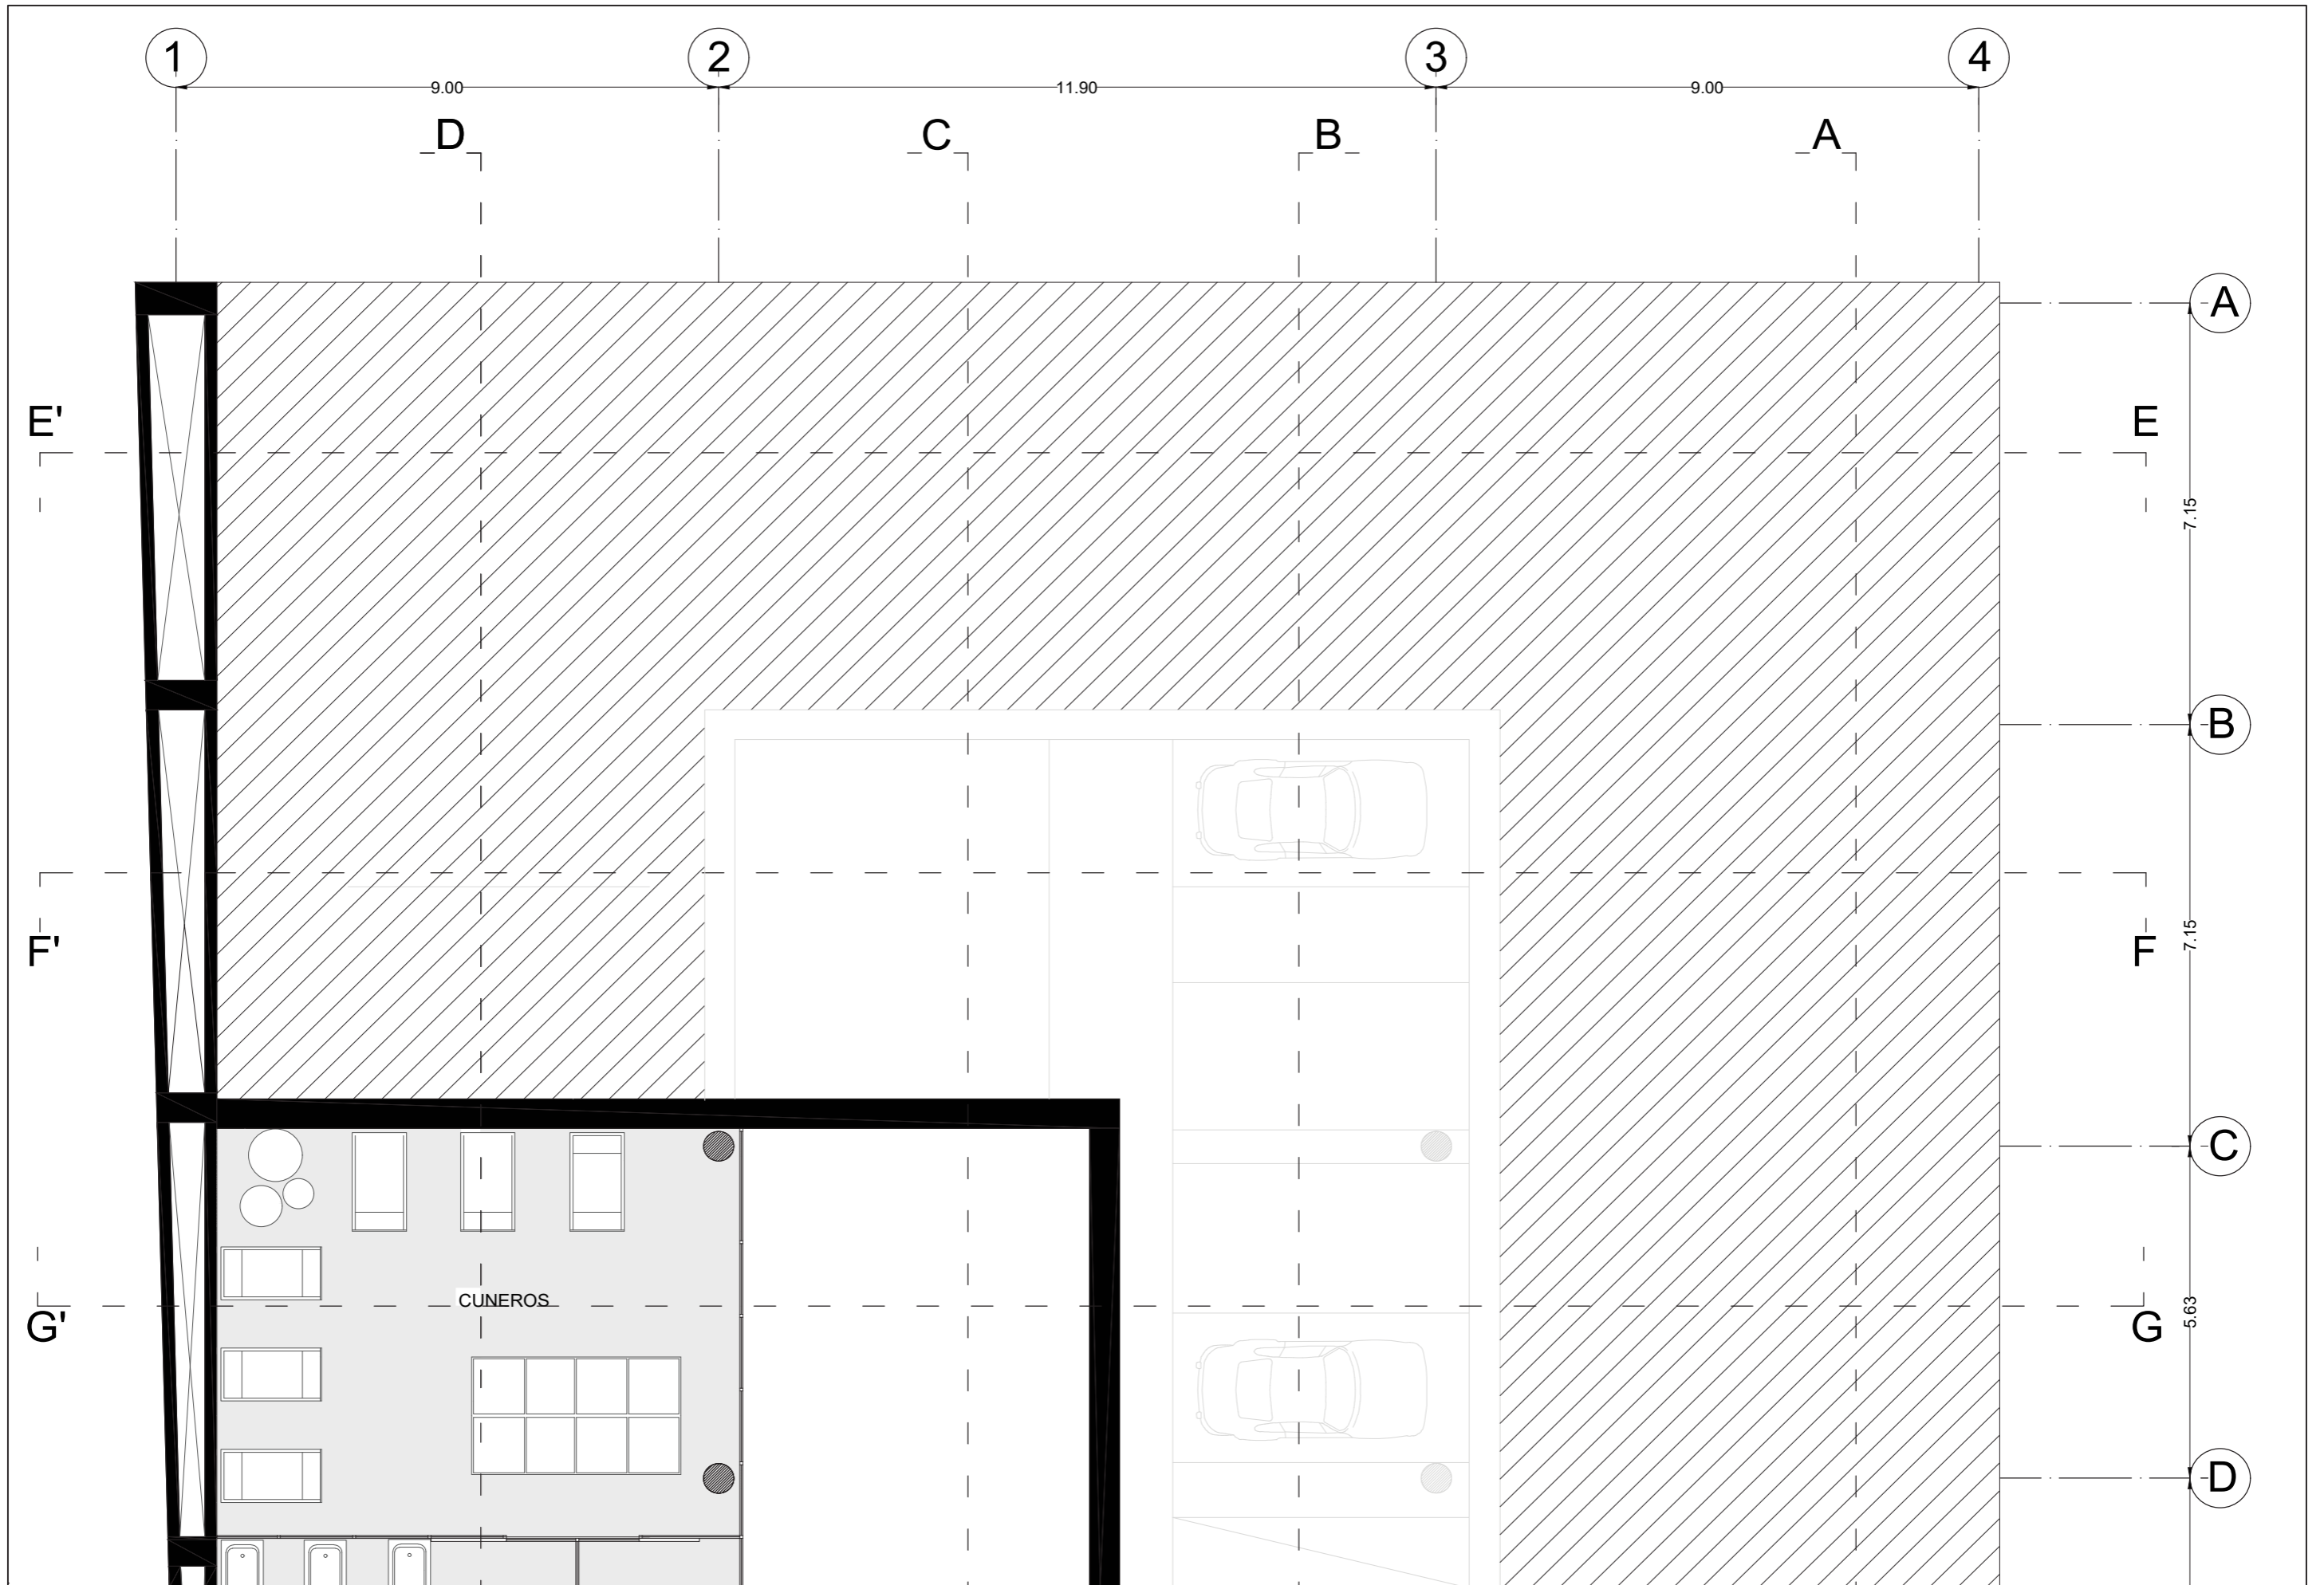 1 2 3 4
9.00 11.90 9.00
D C B A
A
E' E
7.15
B
F' F
7.15
C
CUNEROS
G' G
5.63
D